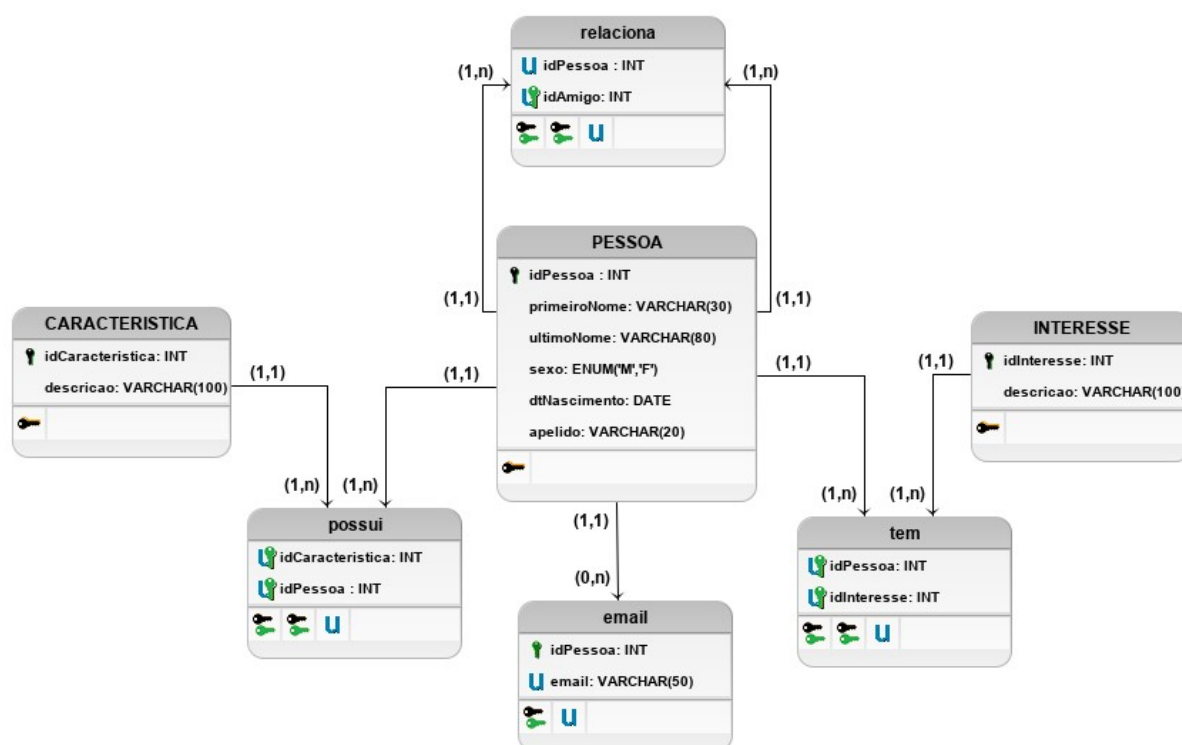 relaciona
idPessoa : INT
idAmigo: INT
(1,n)
(1,n)
PESSOA
idPessoa : INT
primeiroNome: VARCHAR(30)
ultimoNome: VARCHAR(80)
sexo: ENUM('M','F')
dtNascimento: DATE
apelido: VARCHAR(20)
(1,1)
(1,1)
(1,1)
(1,1)
(1,1)
CARACTERISTICA
idCaracteristica: INT
descricao: VARCHAR(100)
(1,1)
INTERESSE
idInteresse: INT
descricao: VARCHAR(100
(1,1)
(1,n)
(1,n)
possui
idCaracteristica: INT
idPessoa : INT
U
(0,n)
email
idPessoa: INT
U email: VARCHAR(50)
U
(1,n)
(1,n)
tem
idPessoa: INT
idInteresse: INT
U